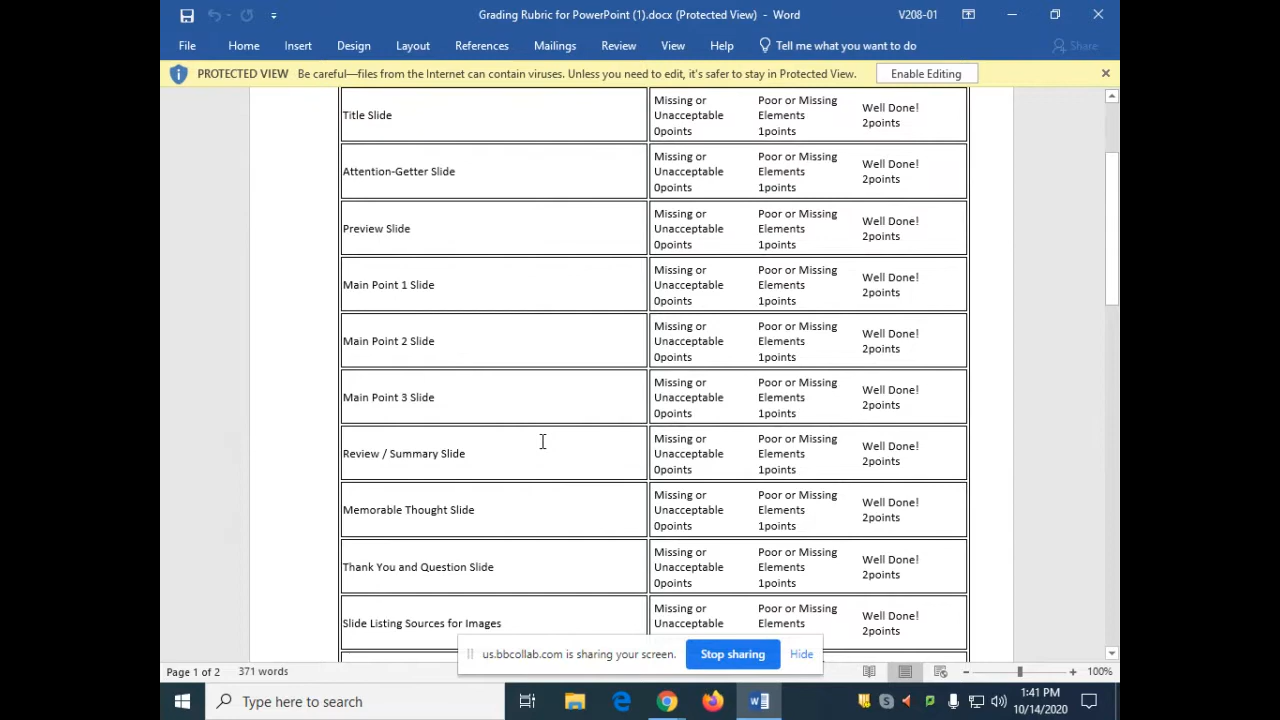 Grading Rubric for PowerPoint (1).docx (Protected View) - Word
V208-01
File Home Insert Design Layout References Mailings Review View Help Tell me what you want to do Share
PROTECTED VIEW Be careful—files from the Internet can contain viruses. Unless you need to edit, it's safer to stay in Protected View. Enable Editing
Title Slide
Missing or
Unacceptable
0points
Poor or Missing
Elements
1points
Well Done!
2points
Attention-Getter Slide
Missing or
Unacceptable
0points
Poor or Missing
Elements
1points
Well Done!
2points
Preview Slide
Missing or
Unacceptable
0points
Poor or Missing
Elements
1points
Well Done!
2points
Main Point 1 Slide
Missing or
Unacceptable
0points
Poor or Missing
Elements
1points
Well Done!
2points
Main Point 2 Slide
Missing or
Unacceptable
0points
Poor or Missing
Elements
1points
Well Done!
2points
Main Point 3 Slide
Missing or
Unacceptable
0points
Poor or Missing
Elements
1points
Well Done!
2points
Review / Summary Slide
Missing or
Unacceptable
0points
Poor or Missing
Elements
1points
Well Done!
2points
Memorable Thought Slide
Missing or
Unacceptable
0points
Poor or Missing
Elements
1points
Well Done!
2points
Thank You and Question Slide
Missing or
Unacceptable
0points
Poor or Missing
Elements
1points
Well Done!
2points
Slide Listing Sources for Images
Missing or
Unacceptable
Poor or Missing
Elements
Well Done!
2points
us.bbcollab.com is sharing your screen. Stop sharing Hide
Page 1 of 2 371 words 100%
Type here to search
1:41 PM
10/14/2020